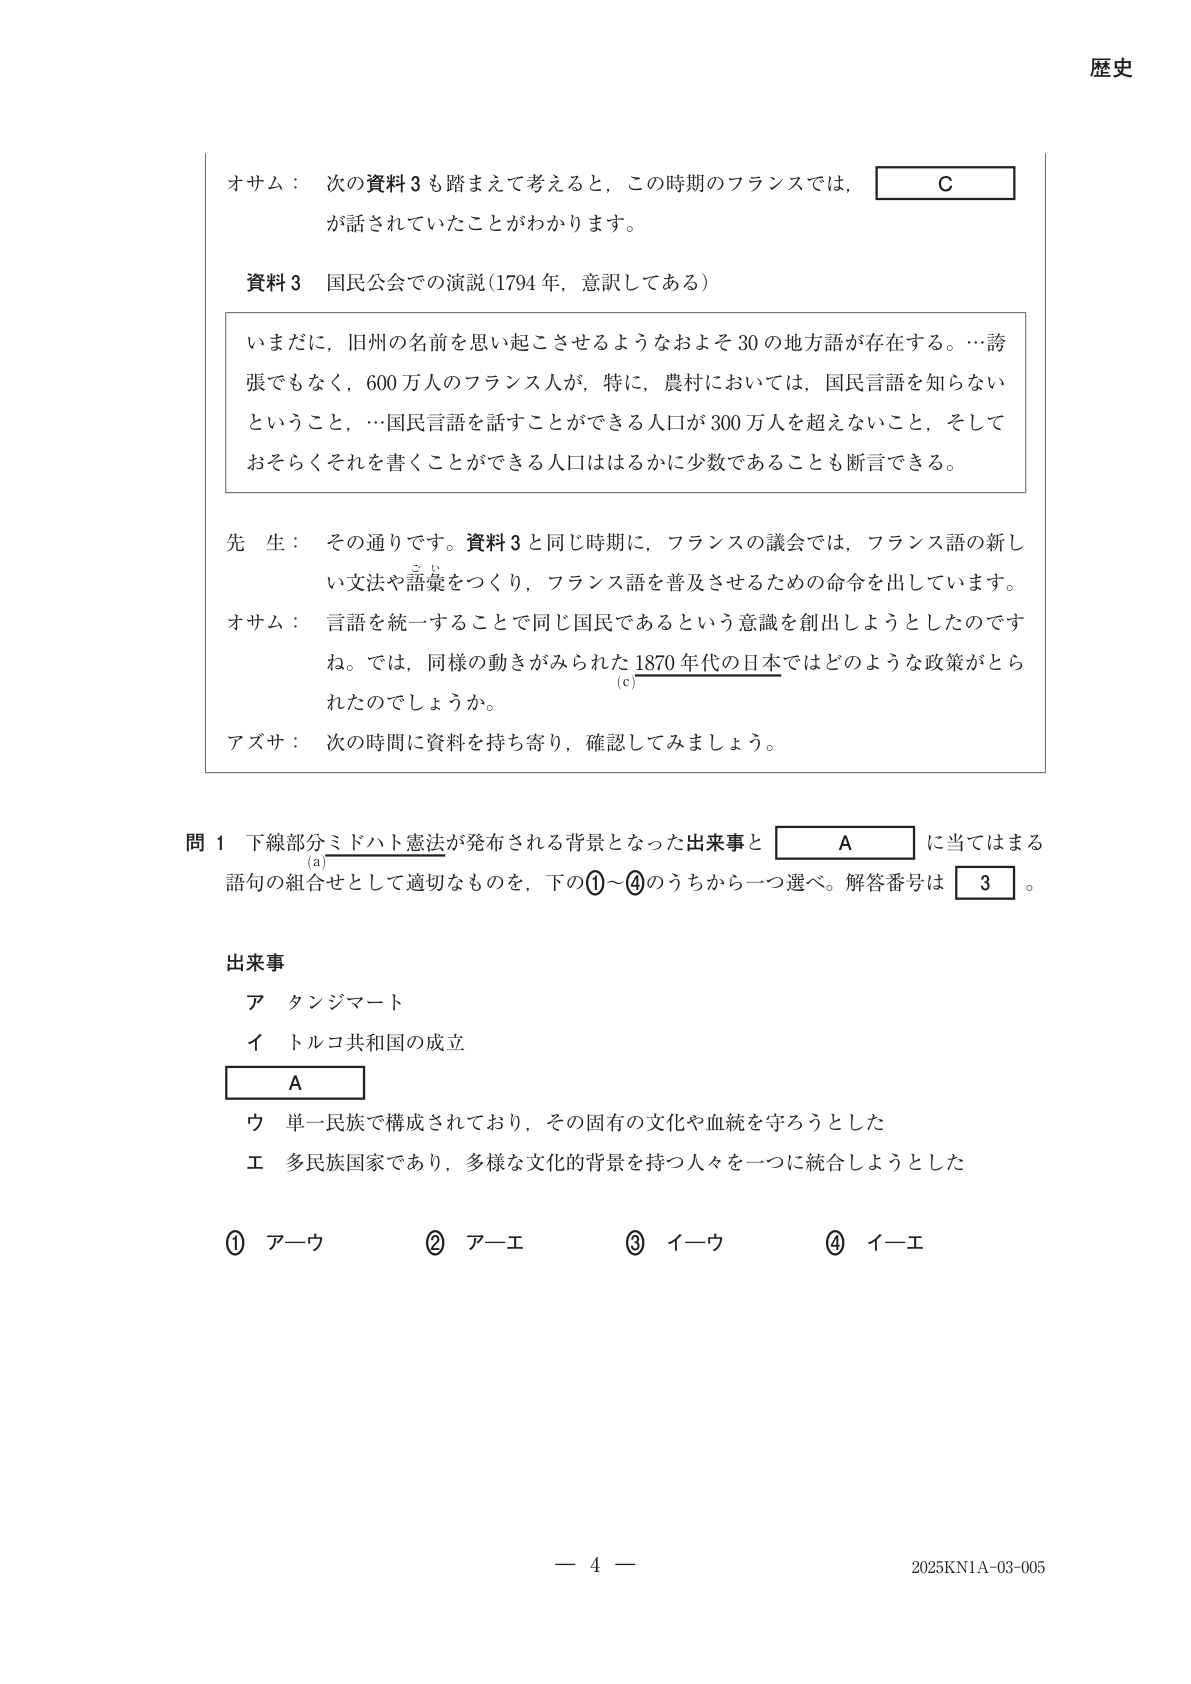 歴史
オサム： 次の資料3も踏まえて考えると，この時期のフランスでは， C
が話されていたことがわかります。
資料3 国民公会での演説(1794年，意訳してある)
いまだに，旧州の名前を思い起こさせるようなおよそ30の地方語が存在する。…誇
張でもなく，600万人のフランス人が，特に，農村においては，国民言語を知らない
ということ，…国民言語を話すことができる人口が300万人を超えないこと，そして
おそらくそれを書くことができる人口ははるかに少数であることも断言できる。
先 生： その通りです。資料3と同じ時期に，フランスの議会では，フランス語の新し
ごい
い文法や語彙をつくり，フランス語を普及させるための命令を出しています。
オサム： 言語を統一することで同じ国民であるという意識を創出しようとしたのです
ね。では，同様の動きがみられた1870年代の日本ではどのような政策がとら
(c)
れたのでしょうか。
アズサ： 次の時間に資料を持ち寄り，確認してみましょう。
問 1 下線部分ミドハト憲法が発布される背景となった出来事と A に当てはまる
(a)
語句の組合せとして適切なものを，下の①～④のうちから一つ選べ。解答番号は 3 。
出来事
ア タンジマート
イ トルコ共和国の成立
A
ウ 単一民族で構成されており，その固有の文化や血統を守ろうとした
エ 多民族国家であり，多様な文化的背景を持つ人々を一つに統合しようとした
① ア―ウ ② ア―エ ③ イ―ウ ④ イ―エ
― 4 ―
2025KN1A-03-005